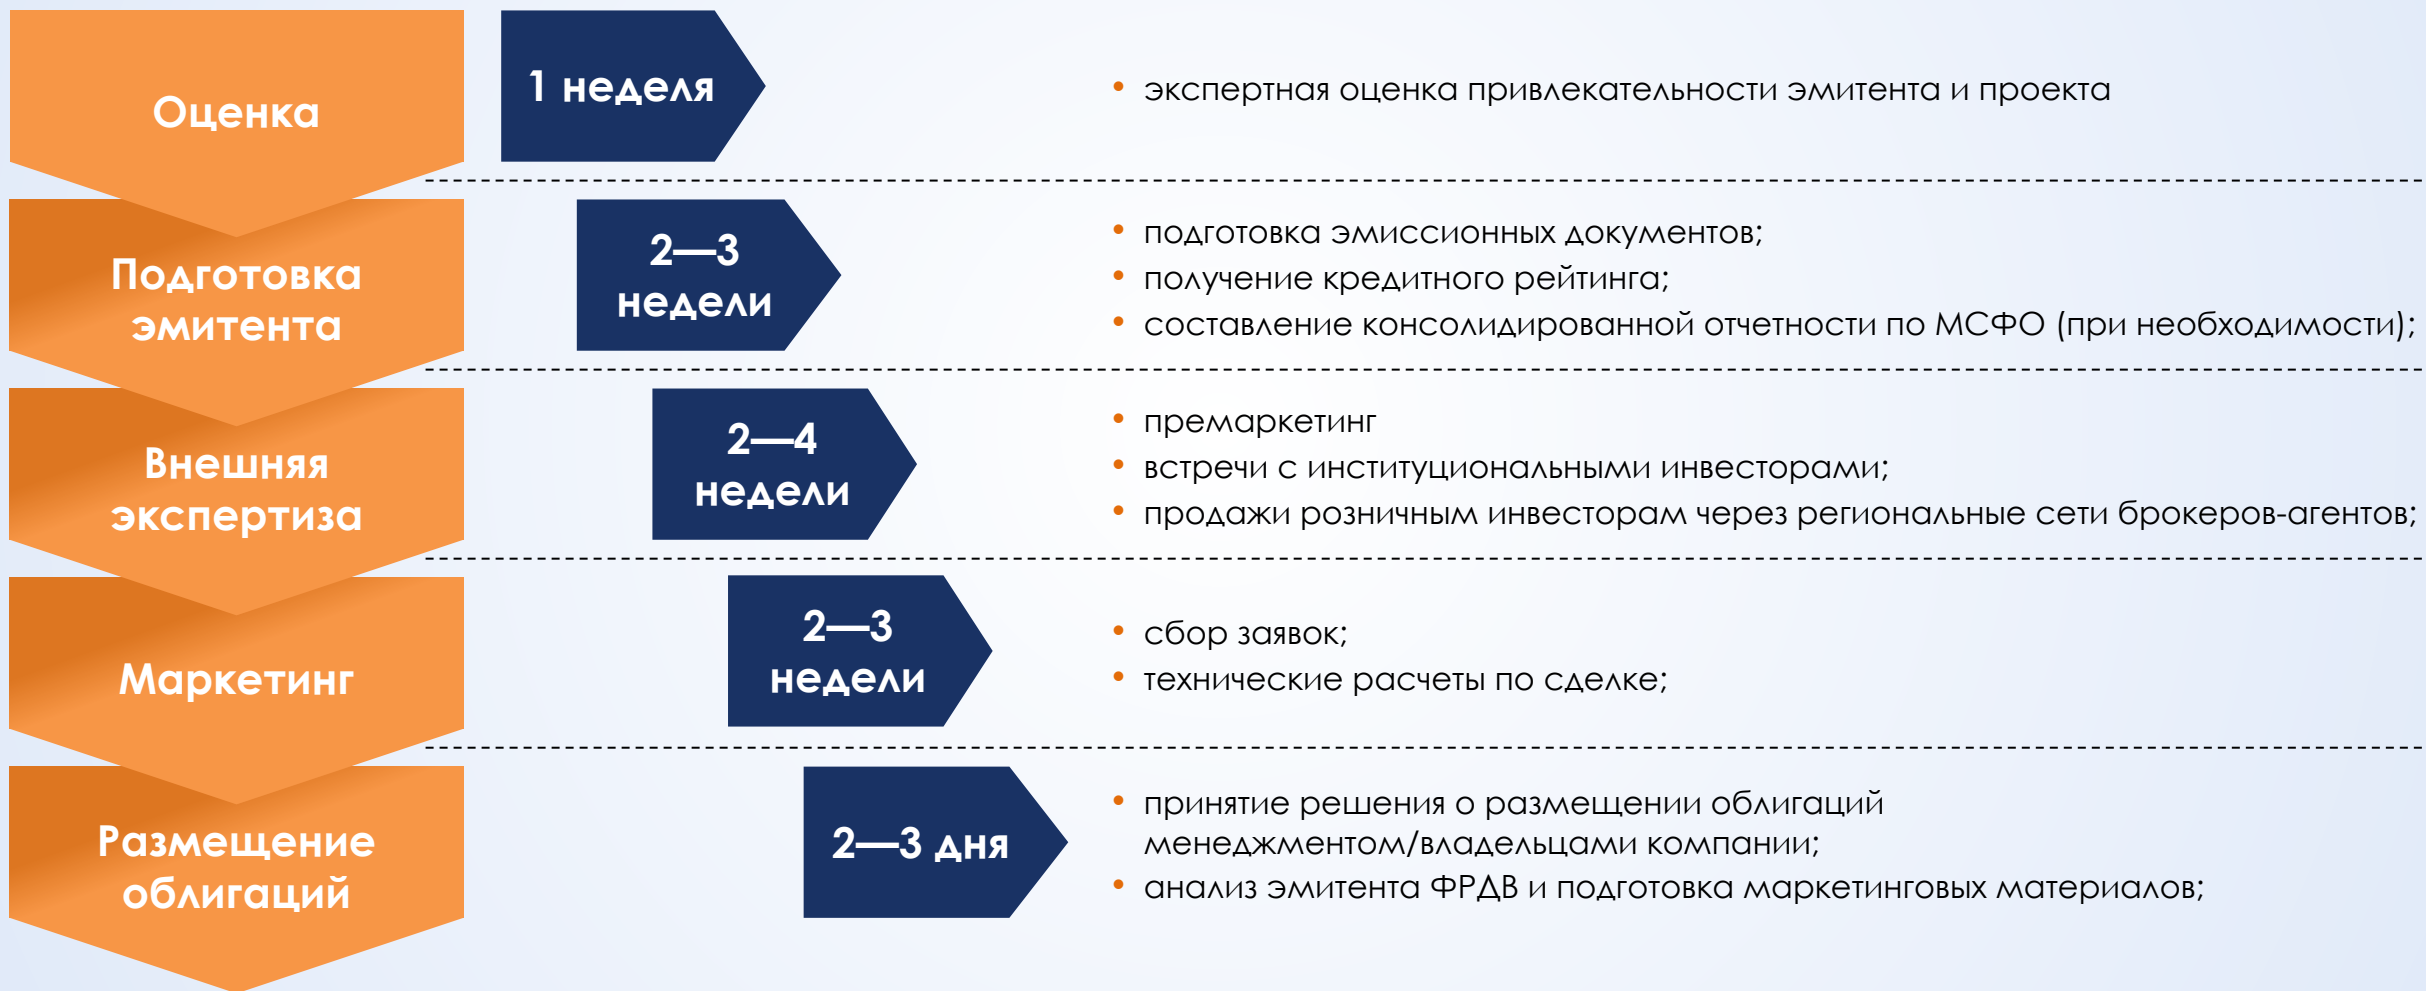 Оценка
1 неделя
• экспертная оценка привлекательности эмитента и проекта
Подготовка
эмитента
2—3
недели
• подготовка эмиссионных документов;
• получение кредитного рейтинга;
• составление консолидированной отчетности по МСФО (при необходимости);
Внешняя
экспертиза
2—4
недели
• премаркетинг
• встречи с институциональными инвесторами;
• продажи розничным инвесторам через региональные сети брокеров-агентов;
Маркетинг
2—3
недели
• сбор заявок;
• технические расчеты по сделке;
Размещение
облигаций
2—3 дня
• принятие решения о размещении облигаций
менеджментом/владельцами компании;
• анализ эмитента ФРДВ и подготовка маркетинговых материалов;